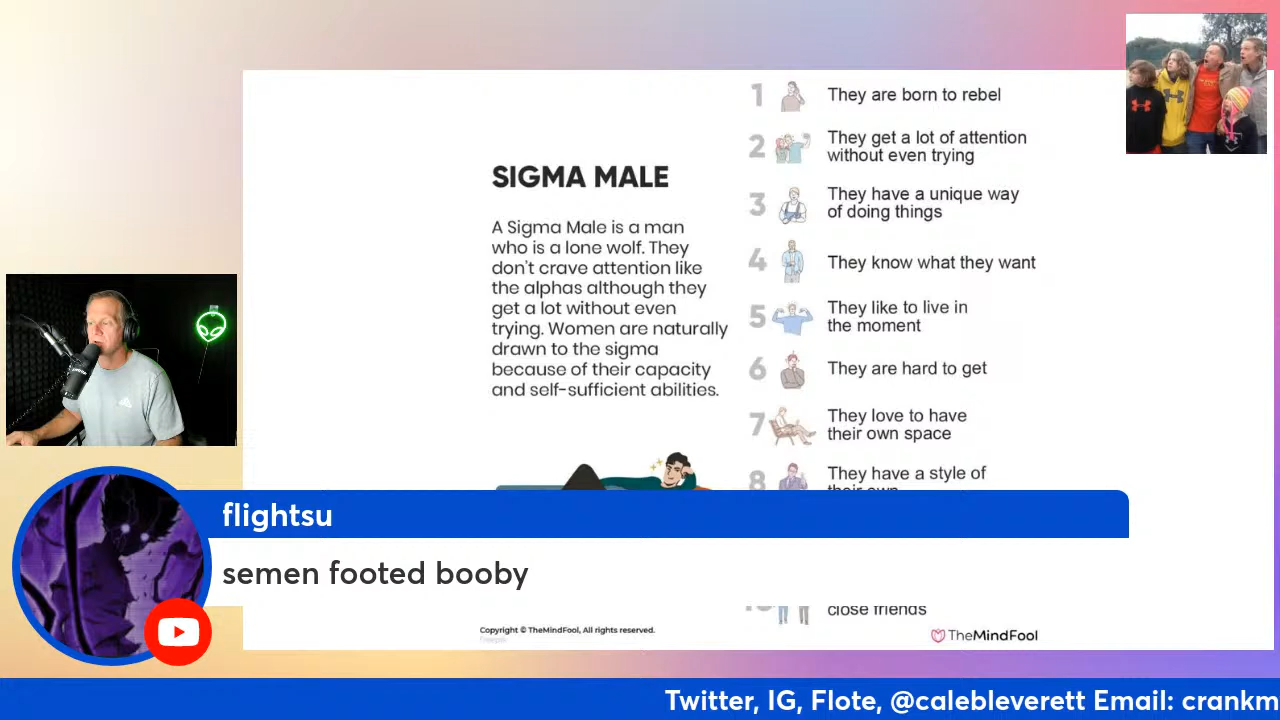 SIGMA MALE
A Sigma Male is a man
who is a lone wolf. They
don't crave attention like
the alphas although they
get a lot without even
trying. Women are naturally
drawn to the sigma
because of their capacity
and self-sufficient abilities.
1 They are born to rebel
2 They get a lot of attention
without even trying
3 They have a unique way
of doing things
4 They know what they want
5 They like to live in
the moment
6 They are hard to get
7 They love to have
their own space
8 They have a style of
their own
flightsu
semen footed booby
close friends
Copyright © TheMindFool, All rights reserved.
TheMindFool
Twitter, IG, Flote, @calebleverett Email: crankm